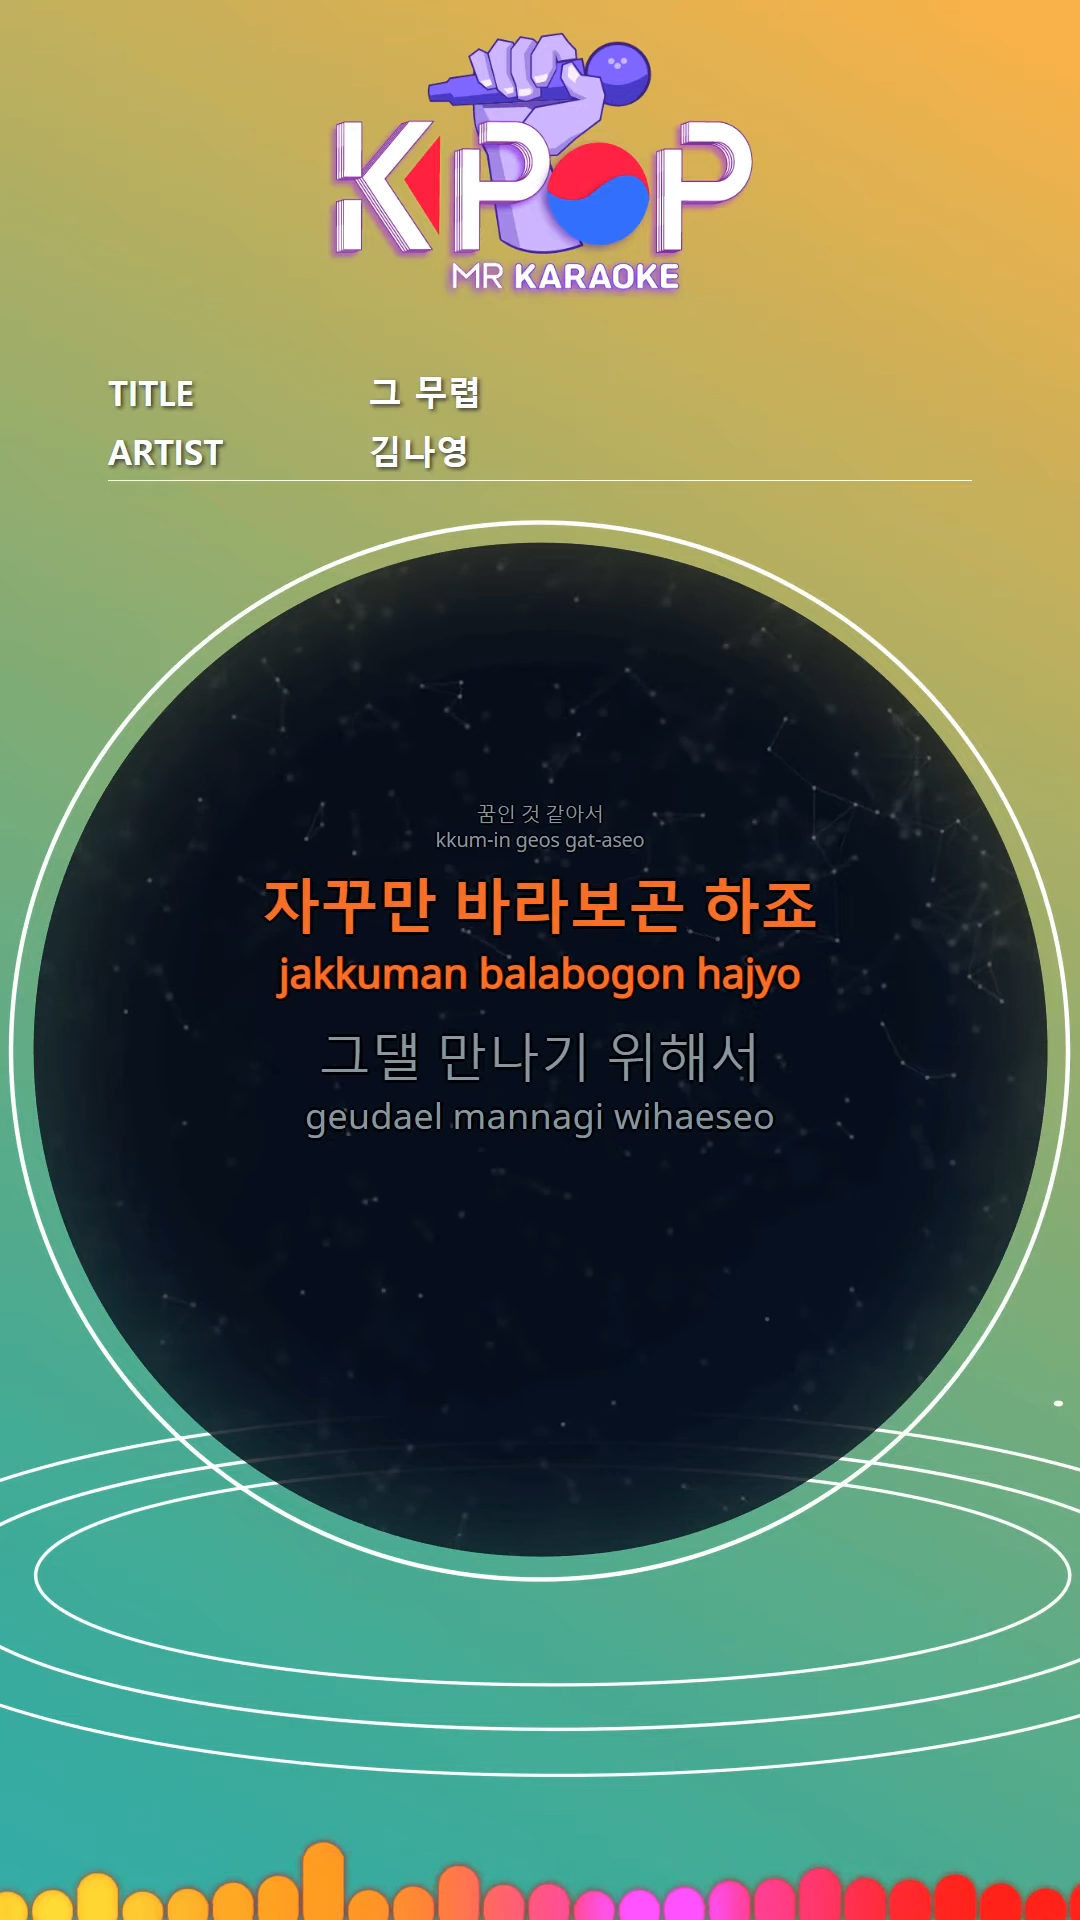 KPOP
MR KARAOKE
TITLE 그 무렵
ARTIST 김나영
꿈인 것 같아서
kkum-in geos gat-aseo
자꾸만 바라보곤 하죠
jakkuman balabogon hajyo
그댈 만나기 위해서
geudael mannagi wihaeseo